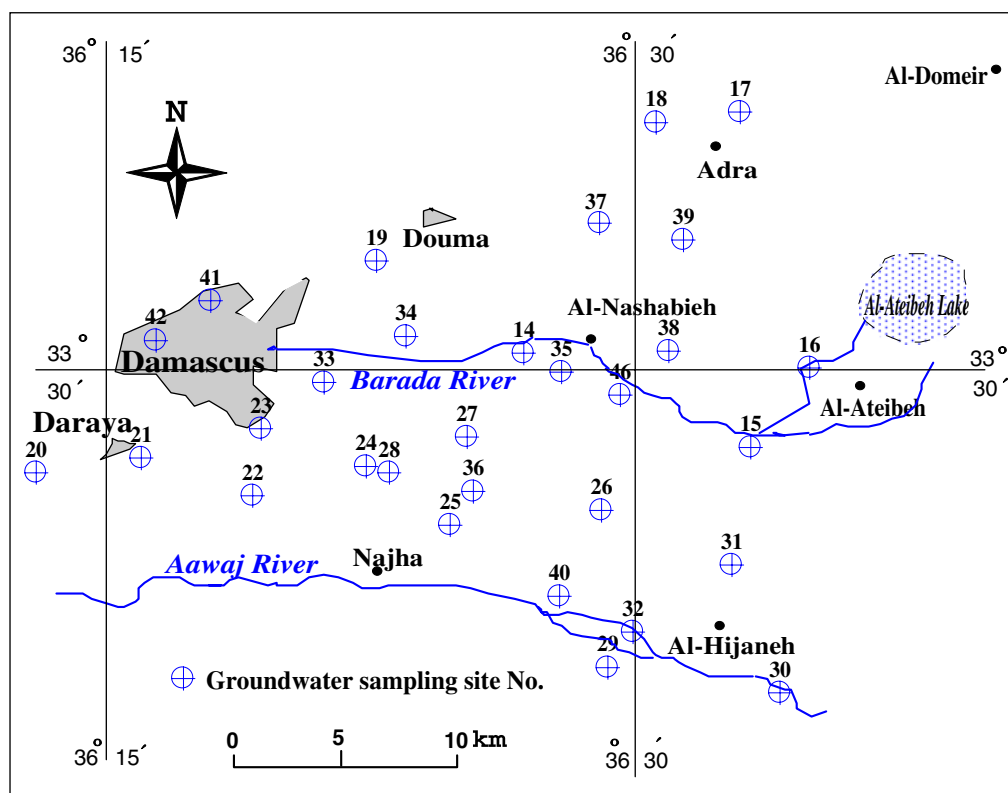 36° 15´
36° 30´
Al-Domeir
17
18
N
Adra
37
39
19
Douma
41
Al-Ateibeh Lake
42
34
Al-Nashabieh
14
38
16
33° 30´
Damascus
33
Barada River
35
46
33° 30´
Al-Ateibeh
23
Daraya
27
15
20
21
24
28
22
36
25
26
31
Aawaj River
Najha
40
32
Al-Hijaneh
29
30
Groundwater sampling site No.
0 5 10 km
36° 15´
36° 30´